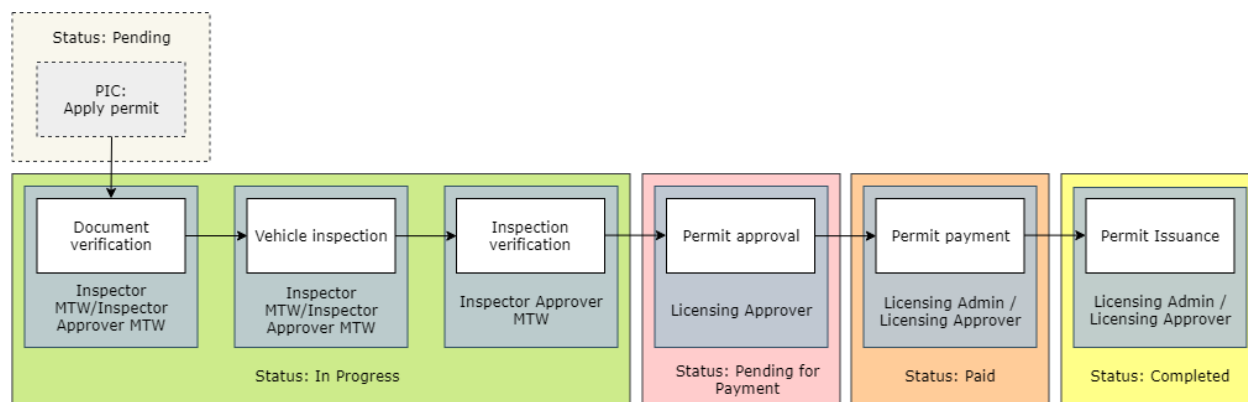 Status: Pending
PIC:
Apply permit
Document
verification
Inspector
MTW/Inspector
Approver MTW
Vehicle inspection
Inspector
MTW/Inspector
Approver MTW
Inspection
verification
Inspector Approver
MTW
Status: In Progress
Permit approval
Licensing Approver
Status: Pending for
Payment
Permit payment
Licensing Admin /
Licensing Approver
Status: Paid
Permit Issuance
Licensing Admin /
Licensing Approver
Status: Completed